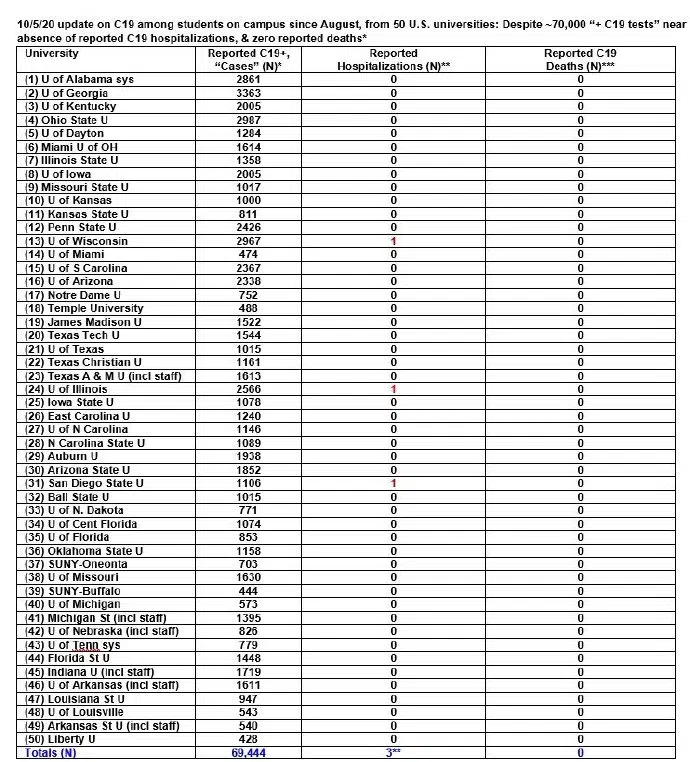 10/5/20 update on C19 among students on campus since August, from 50 U.S. universities: Despite ~70,000 “+ C19 tests” near
absence of reported C19 hospitalizations, & zero reported deaths*
University Reported C19+, Reported Reported C19
“Cases” (N)* Hospitalizations (N)** Deaths (N)***
(1) U of Alabama sys 2861 0 0
(2) U of Georgia 3363 0 0
(3) U of Kentucky 2005 0 0
(4) Ohio State U 2987 0 0
(5) U of Dayton 1284 0 0
(6) Miami U of OH 1614 0 0
(7) Illinois State U 1358 0 0
(8) U of Iowa 2005 0 0
(9) Missouri State U 1017 0 0
(10) U of Kansas 1000 0 0
(11) Kansas State U 811 0 0
(12) Penn State U 2426 0 0
(13) U of Wisconsin 2967 1 0
(14) U of Miami 474 0 0
(15) U of S Carolina 2367 0 0
(16) U of Arizona 2338 0 0
(17) Notre Dame U 752 0 0
(18) Temple University 488 0 0
(19) James Madison U 1522 0 0
(20) Texas Tech U 1544 0 0
(21) U of Texas 1015 0 0
(22) Texas Christian U 1161 0 0
(23) Texas A & M U (incl staff) 1613 0 0
(24) U of Illinois 2566 1 0
(25) Iowa State U 1078 0 0
(26) East Carolina U 1240 0 0
(27) U of N Carolina 1146 0 0
(28) N Carolina State U 1089 0 0
(29) Auburn U 1938 0 0
(30) Arizona State U 1852 0 0
(31) San Diego State U 1106 1 0
(32) Ball State U 1015 0 0
(33) U of N. Dakota 771 0 0
(34) U of Cent Florida 1074 0 0
(35) U of Florida 853 0 0
(36) Oklahoma State U 1158 0 0
(37) SUNY-Oneonta 703 0 0
(38) U of Missouri 1630 0 0
(39) SUNY-Buffalo 444 0 0
(40) U of Michigan 573 0 0
(41) Michigan St (incl staff) 1395 0 0
(42) U of Nebraska (incl staff) 826 0 0
(43) U of Tenn sys 779 0 0
(44) Florida St U 1448 0 0
(45) Indiana U (incl staff) 1719 0 0
(46) U of Arkansas (incl staff) 1611 0 0
(47) Louisiana St U 947 0 0
(48) U of Louisville 543 0 0
(49) Arkansas St U (incl staff) 540 0 0
(50) Liberty U 428 0 0
Totals (N) 69,444 3** 0